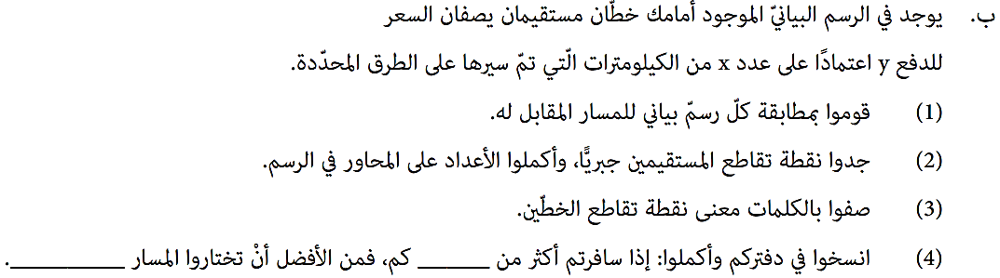 ب. يوجد في الرسم البيانيّ الموجود أمامك خطّان مستقيمان يصفان السعر
للدفع y اعتمادًا على عدد x من الكيلومترات الّتي تمّ سيرها على الطرق المحدّدة.
(1) قوموا بمطابقة كلّ رسمّ بياني للمسار المقابل له.
(2) جدوا نقطة تقاطع المستقيمين جبريًّا، وأكملوا الأعداد على المحاور في الرسم.
(3) صفوا بالكلمات معنى نقطة تقاطع الخطّين.
(4) انسخوا في دفتركم وأكملوا: إذا سافرتم أكثر من ______ كم، فمن الأفضل أنْ تختاروا المسار __________.